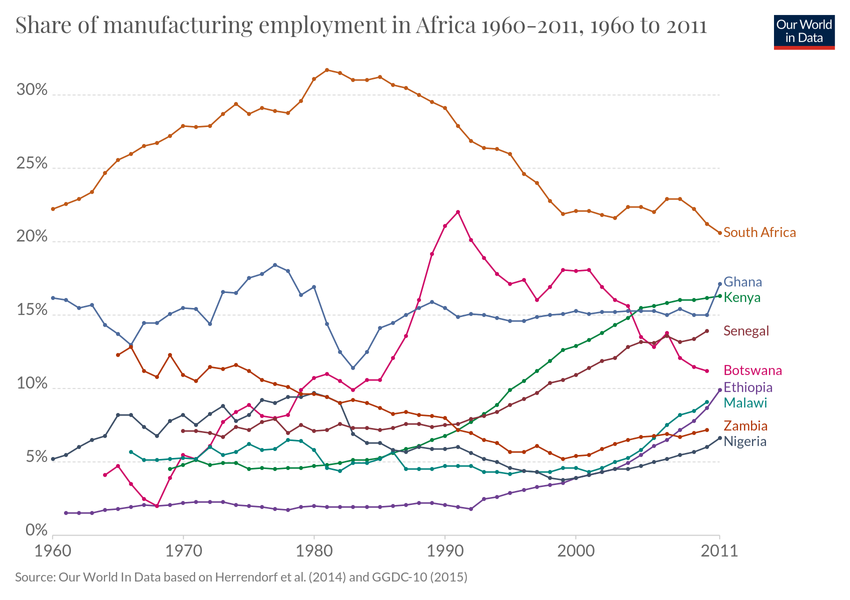 Share of manufacturing employment in Africa 1960-2011, 1960 to 2011
Our World
in Data
30%
25%
20%
15%
10%
5%
0%
South Africa
Ghana
Kenya
Senegal
Botswana
Ethiopia
Malawi
Zambia
Nigeria
1960
1970
1980
1990
2000
2011
Source: Our World In Data based on Herrendorf et al. (2014) and GGDC-10 (2015)